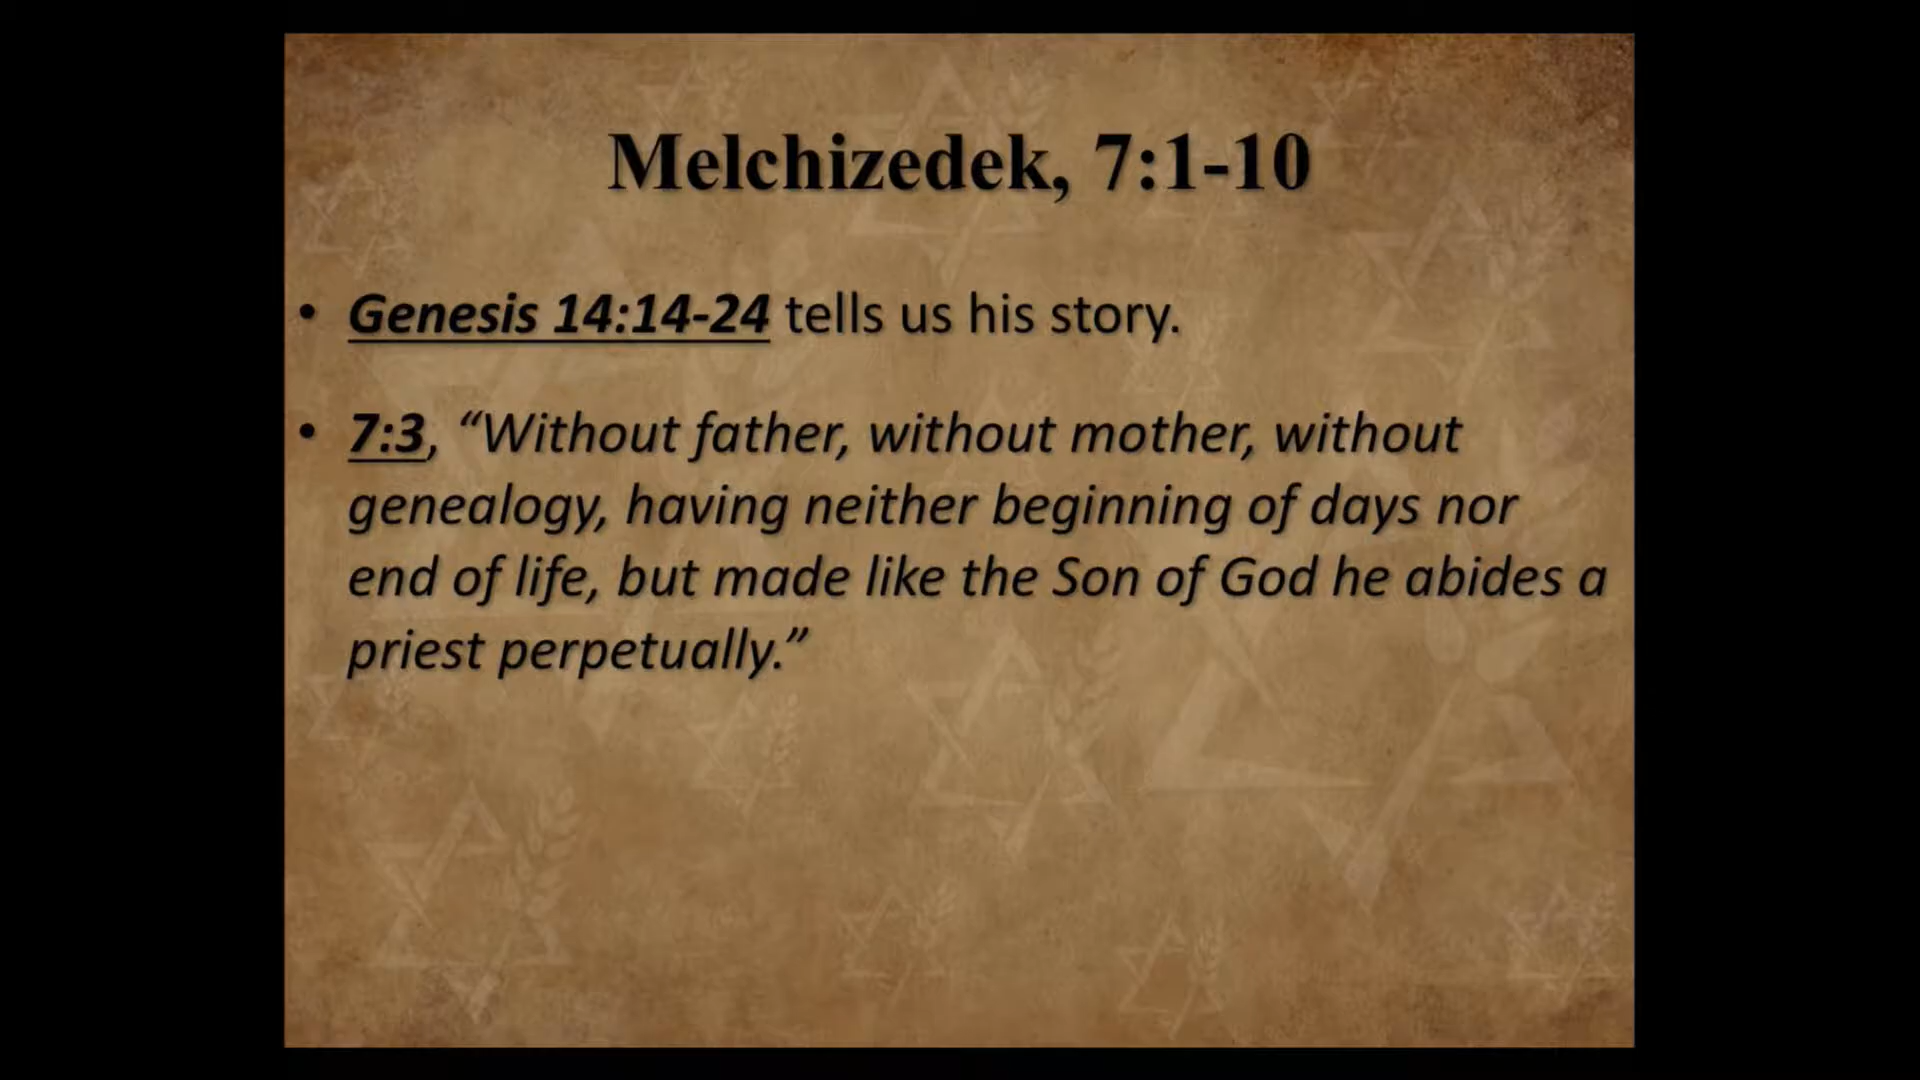 Melchizedek, 7:1-10
• Genesis 14:14-24 tells us his story.
• 7:3, “Without father, without mother, without
genealogy, having neither beginning of days nor
end of life, but made like the Son of God he abides a
priest perpetually.”